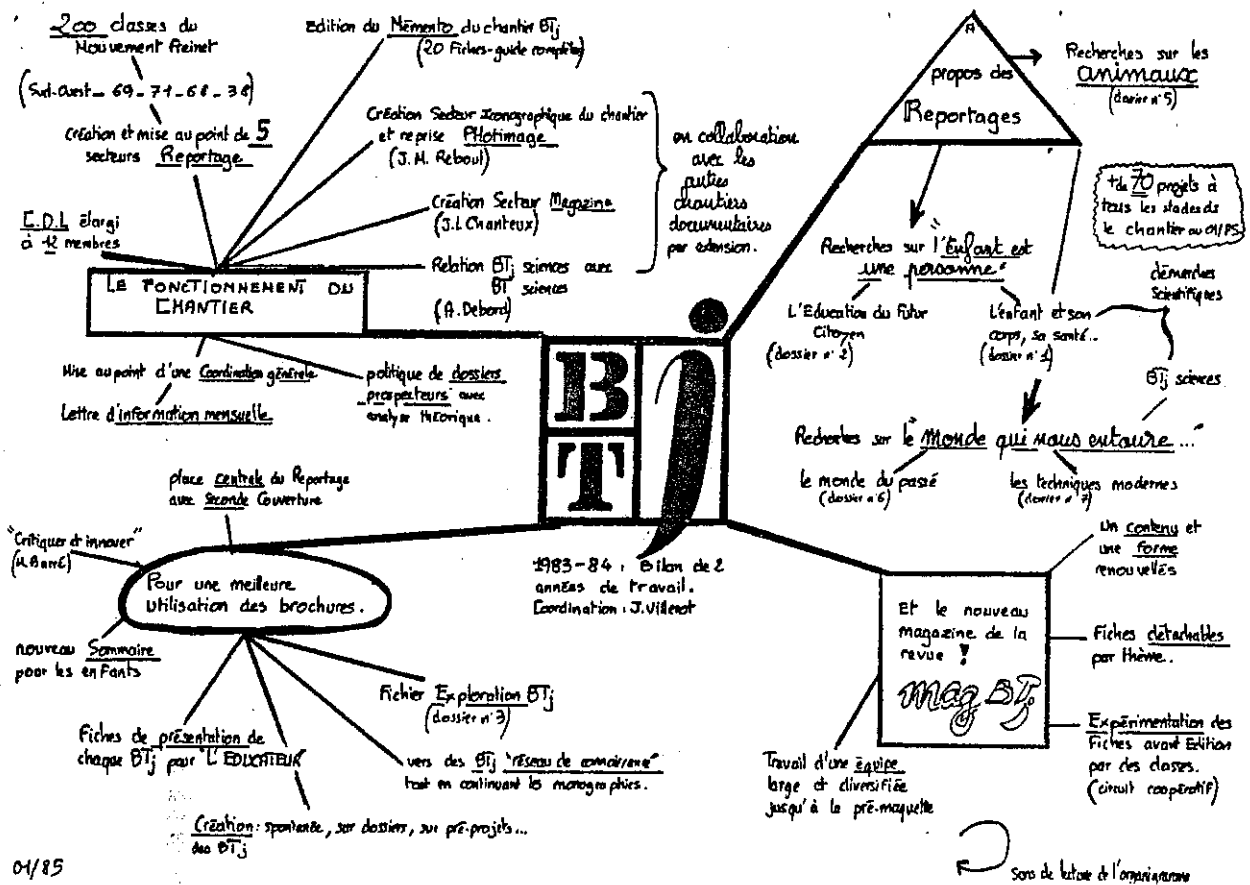 200 classes du
Mouvement Freinet
(Sud-Ouest - 69 - 71 - 68 - 38)
création et mise au point de 5
secteurs Reportage
C.D.L élargi
à 12 membres
Edition du Mémento du chantier BTj
(20 Fiches-guide complète)
Création Secteur Iconographique du chantier
et reprise PHotimage
(J.M. Reboul)
Création Secteur Magazine
(J.L Chanteux)
Relation BTj sciences avec
BT sciences
(A. Debord)
en collaboration
avec les
autres
chantiers
documentaires
par extension.
LE FONCTIONNEMENT DU
CHANTIER
Mise au point d'une Coordination générale
Lettre d'information mensuelle
politique de dossiers
prospecteurs avec
analyse théorique.
A
propos des
Reportages
Recherches sur les
animaux
(dossier n°5)
+ de 70 projets à
tous les stades ds
le chantier au 01/85
Recherches sur "l'Enfant est
une personne"
L'Education du Futur
Citoyen
(dossier n°2)
L'enfant et son
corps, sa santé...
(dossier n°1)
démarches
Scientifiques
BTj sciences
Recherches sur le "monde qui nous entoure..."
le monde du passé
(dossier n°6)
les techniques modernes
(dossier n°7)
BTj
1983-84 : Bilan de 2
années de travail.
Coordination : J. Villerot
place centrale du Reportage
avec Seconde Couverture
"Critiquer et innover"
(M. Barré)
Pour une meilleure
utilisation des brochures.
nouveau Sommaire
pour les enfants
Fiches de présentation de
chaque BTj pour "L'EDUCATEUR"
Fichier Exploration BTj
(dossier n°3)
vers des BTj "réseau de connaissance"
tout en continuant les monographies.
Création : spontanée, sur dossiers, sur pré-projets...
des BTj
Et le nouveau
magazine de la
revue !
Mag BTj
un contenu et
une forme
renouvelés
Fiches détachables
par thème..
Expérimentation des
Fiches avant Edition
par des classes.
(circuit coopératif)
Travail d'une équipe
large et diversifiée
jusqu'à la pré-maquette
01/85
Sens de lecture de l'organigramme